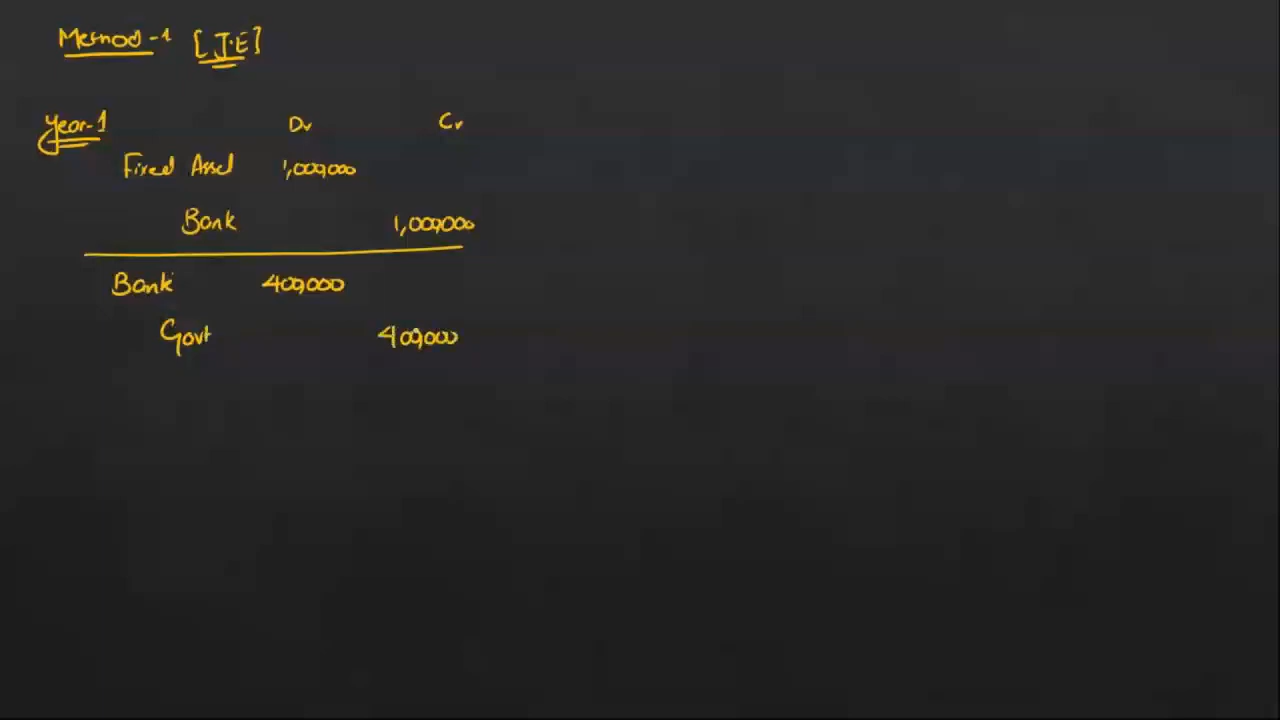 Method-1 [J.E]
Year-1 Dr Cr
Fixed Asset 1,000,000
Bank 1,000,000
Bank 400,000
Govt 400,000